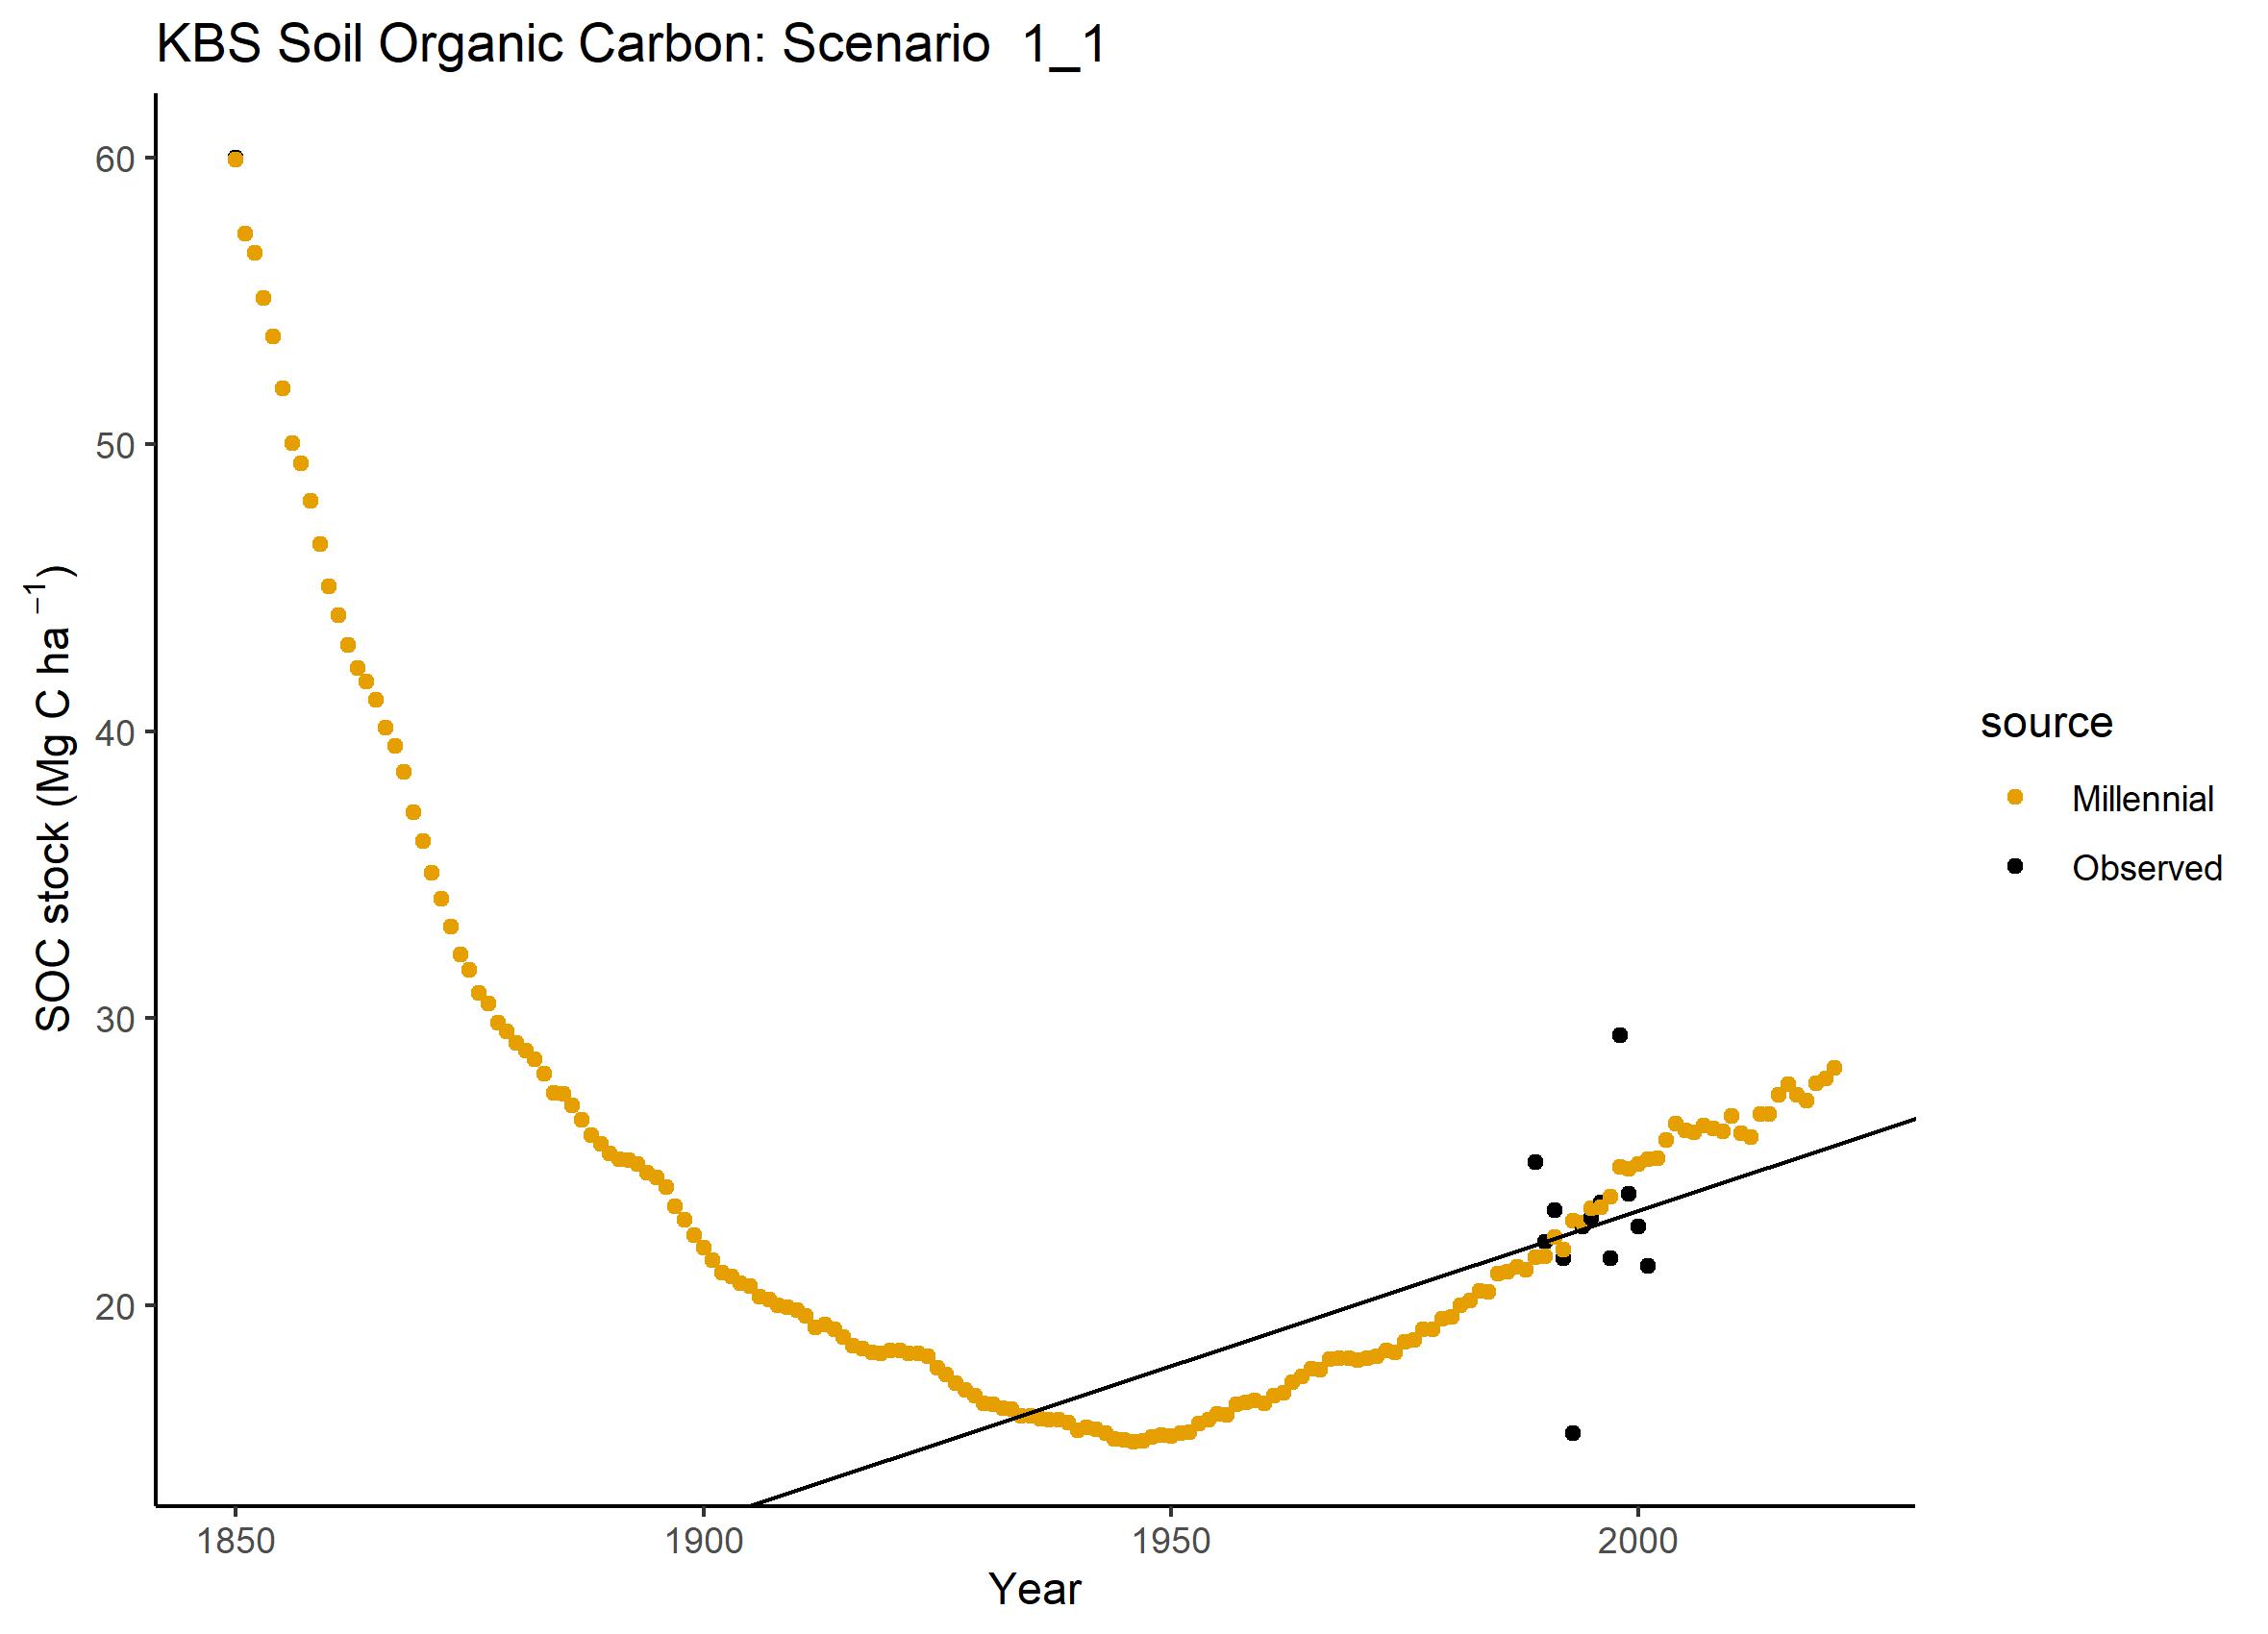 KBS Soil Organic Carbon: Scenario  1_1
SOC stock (Mg C ha ⁻¹)
60
50
40
30
20
1850
1900
1950
2000
Year
source
Millennial
Observed